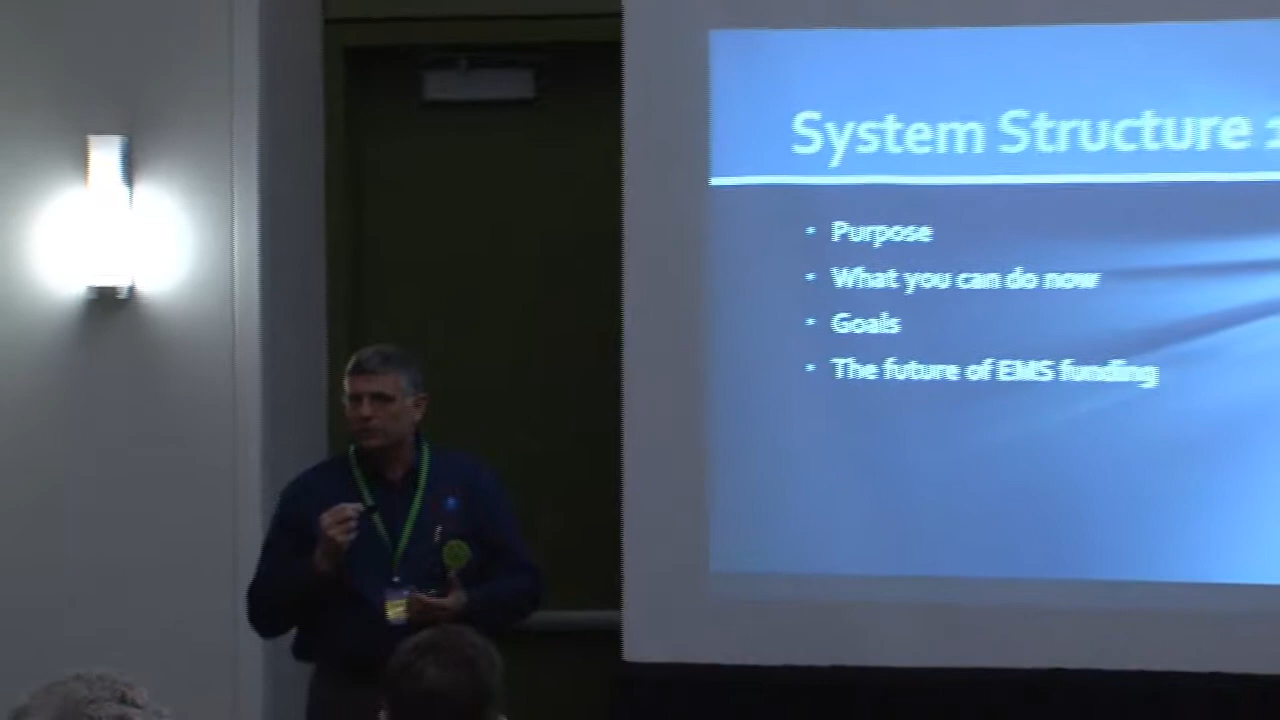 System Structure
• Purpose
• What you can do now
• Goals
• The future of EMS funding